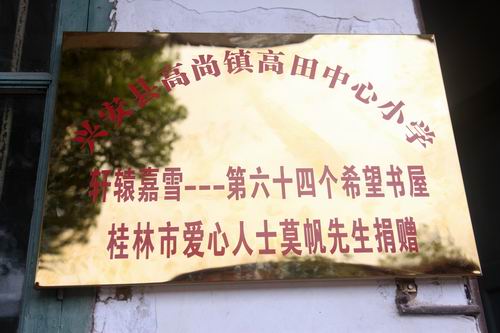 兴安县高尚镇高田中心小学
轩辕嘉雪---第六十四个希望书屋
桂林市爱心人士莫帆先生捐赠